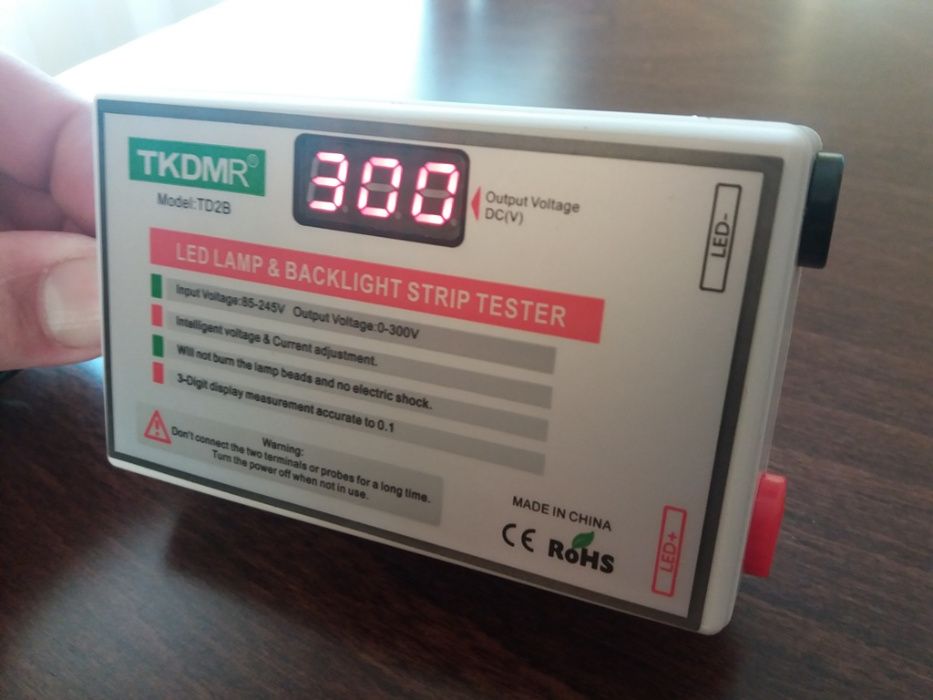 TKDMR®
Model:TD2B
300
Output Voltage
DC(V)
LED-
LED LAMP & BACKLIGHT STRIP TESTER
Input Voltage:85-245V Output Voltage:0-300V
Intelligent voltage & Current adjustment.
Will not burn the lamp beads and no electric shock.
3-Digit display measurement accurate to 0.1
Warning:
Don't connect the two terminals or probes for a long time.
Turn the power off when not in use.
MADE IN CHINA
CE RoHS
LED+